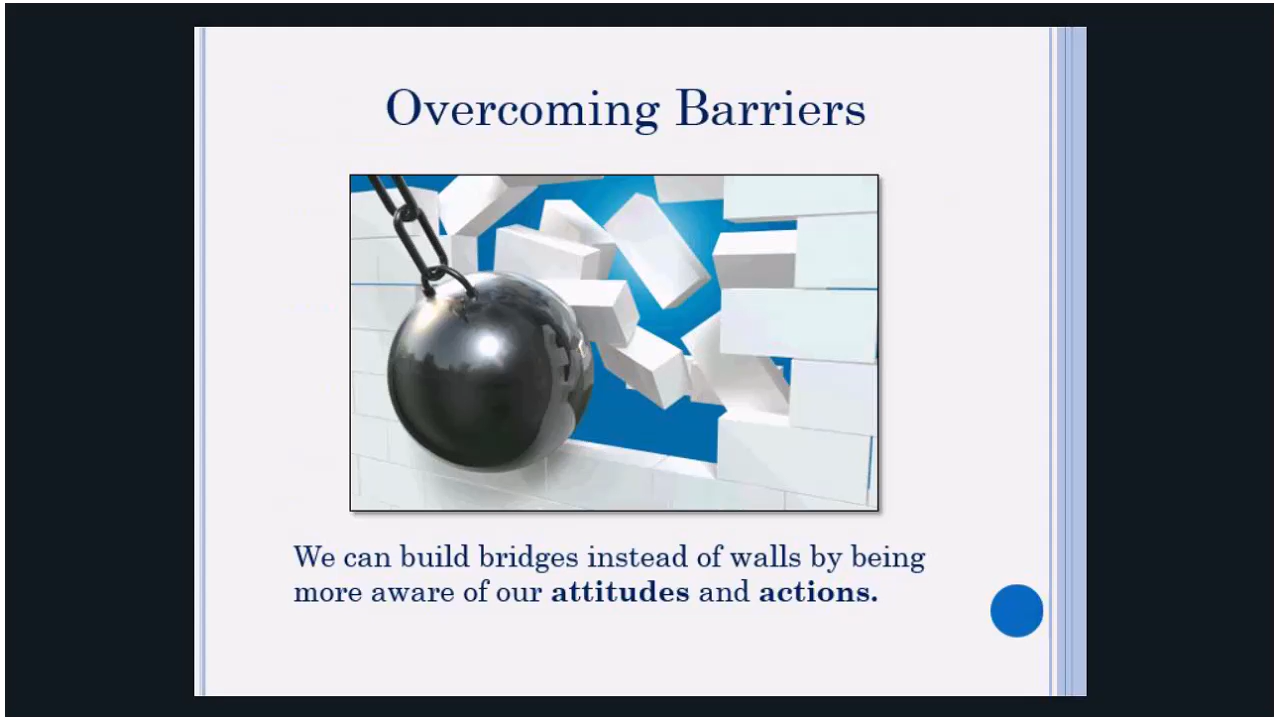 Overcoming Barriers
We can build bridges instead of walls by being
more aware of our attitudes and actions.